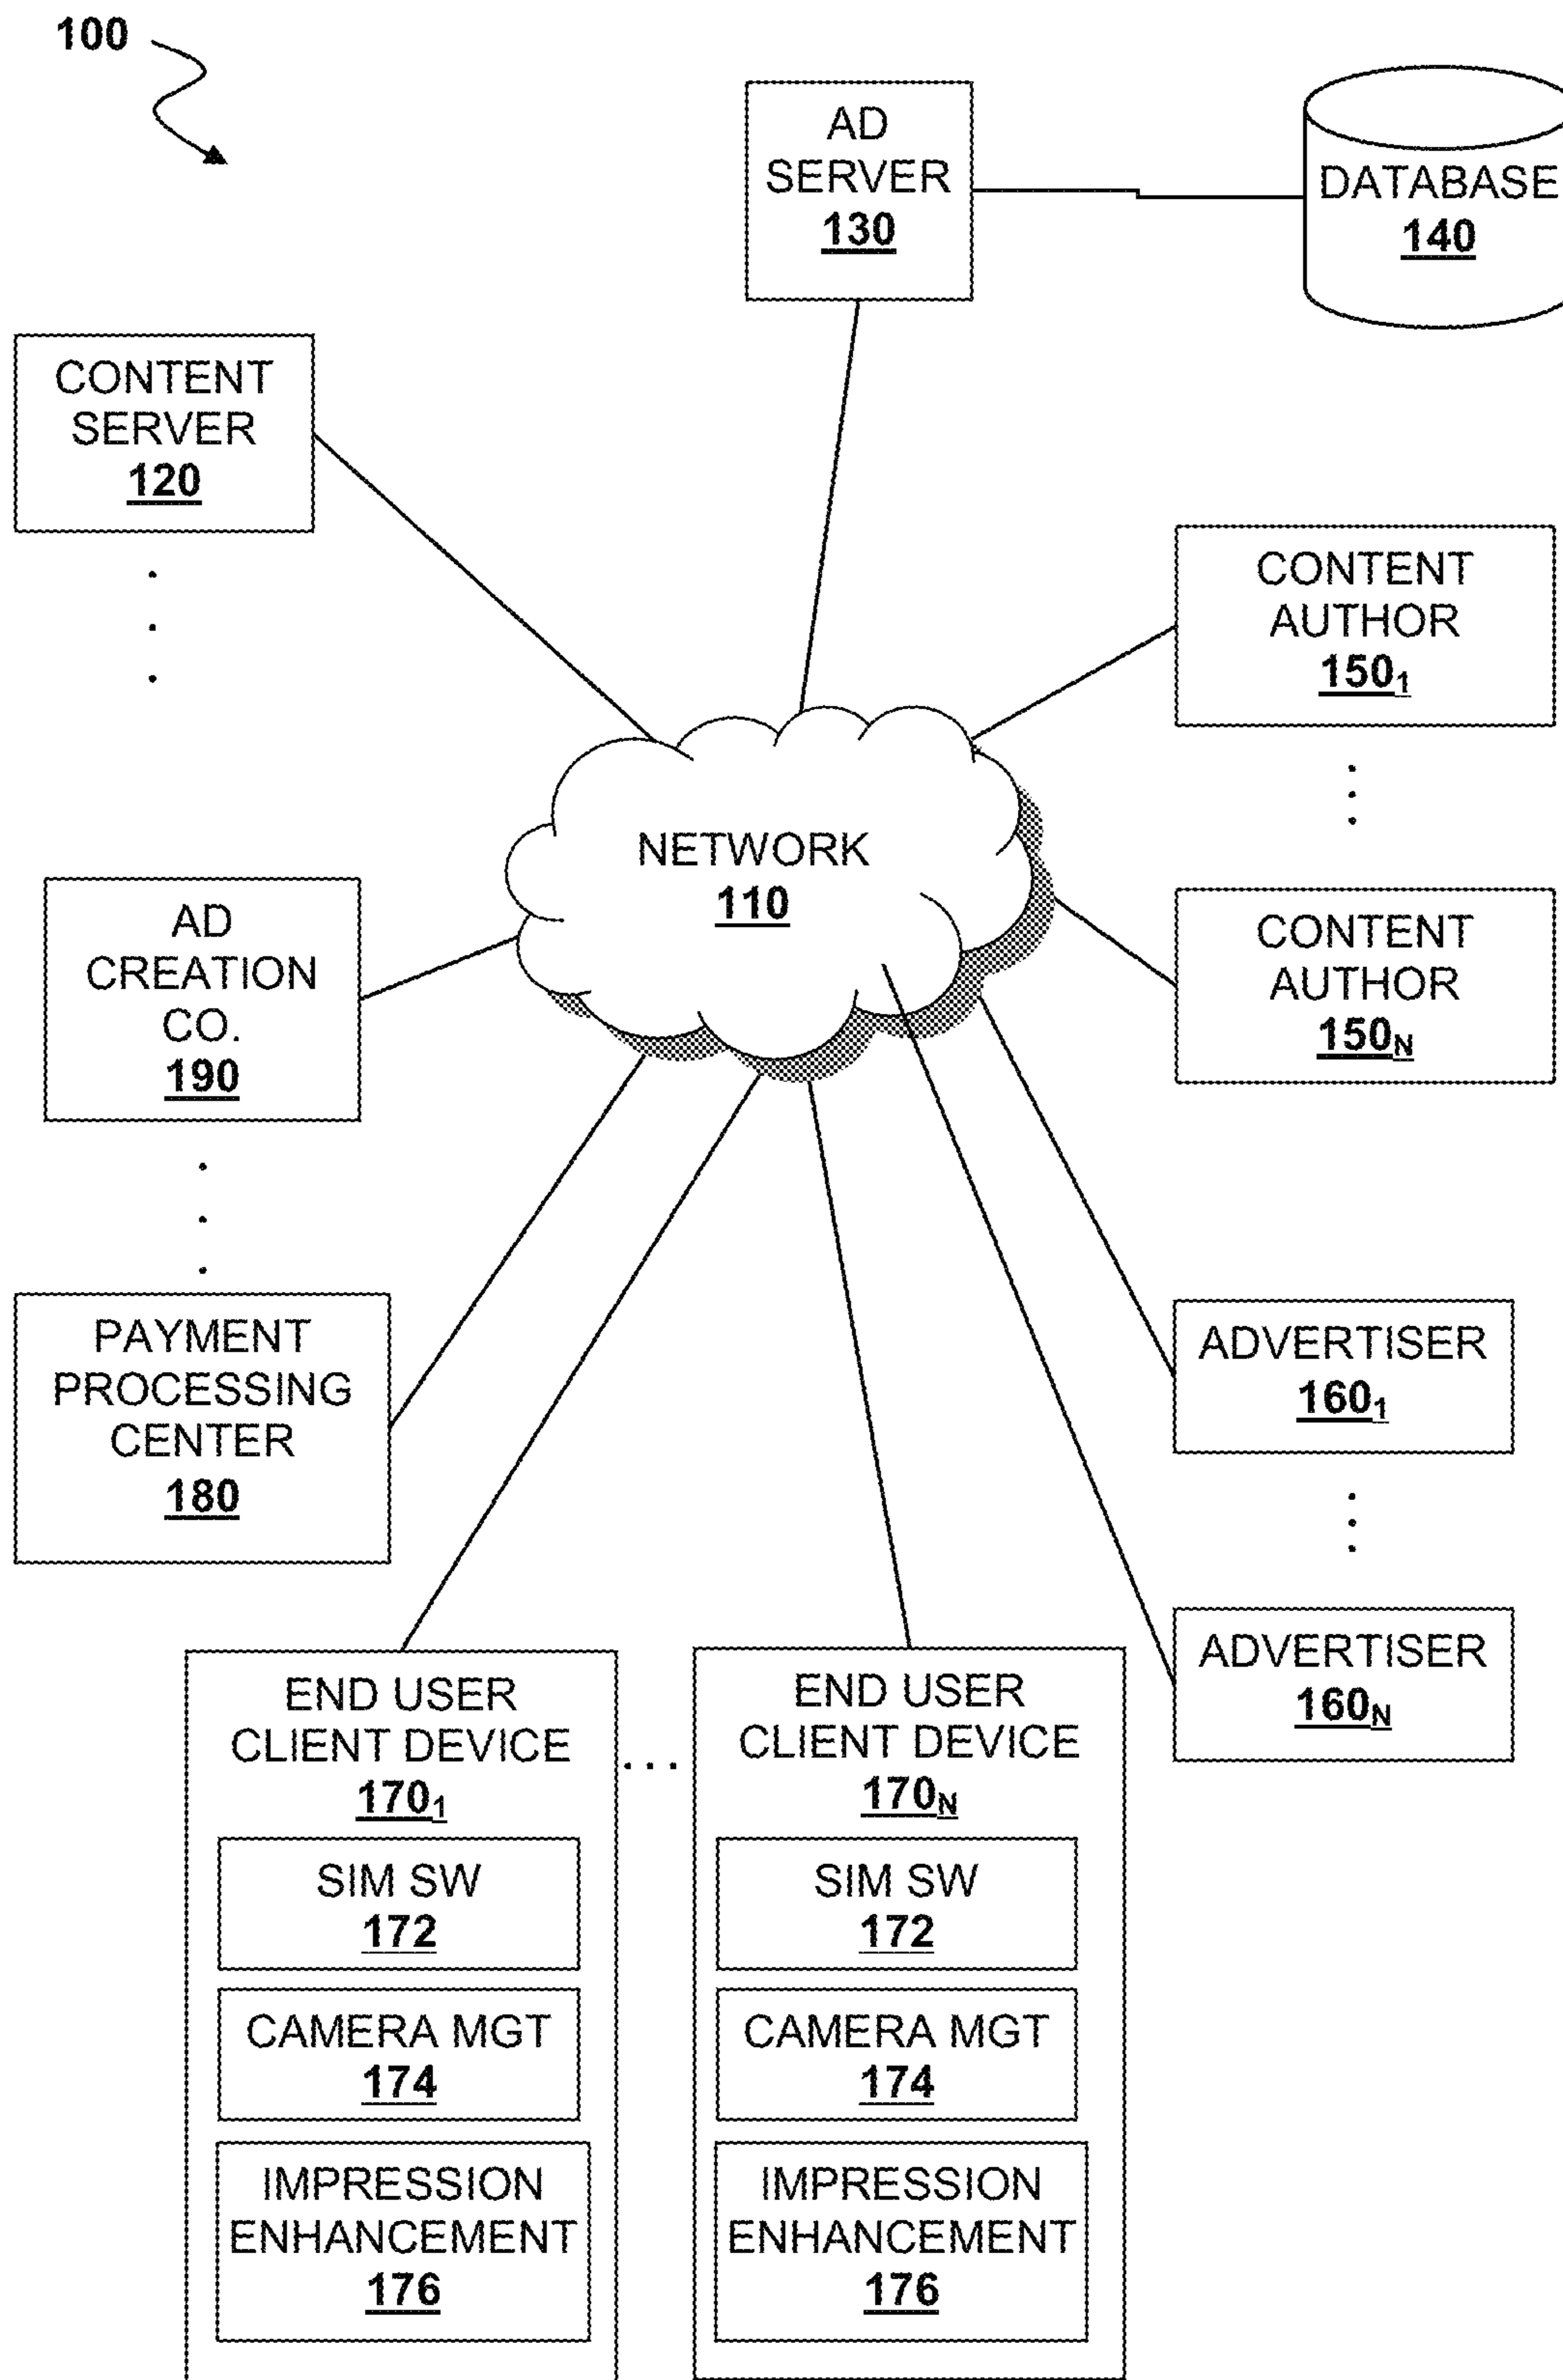 100
AD
SERVER
130
DATABASE
140
CONTENT
SERVER
120
CONTENT
AUTHOR
150₁
NETWORK
110
AD
CREATION
CO.
190
CONTENT
AUTHOR
150N
PAYMENT
PROCESSING
CENTER
180
ADVERTISER
160₁
ADVERTISER
160N
END USER
CLIENT DEVICE
170₁
SIM SW
172
CAMERA MGT
174
IMPRESSION
ENHANCEMENT
176
END USER
CLIENT DEVICE
170N
SIM SW
172
CAMERA MGT
174
IMPRESSION
ENHANCEMENT
176